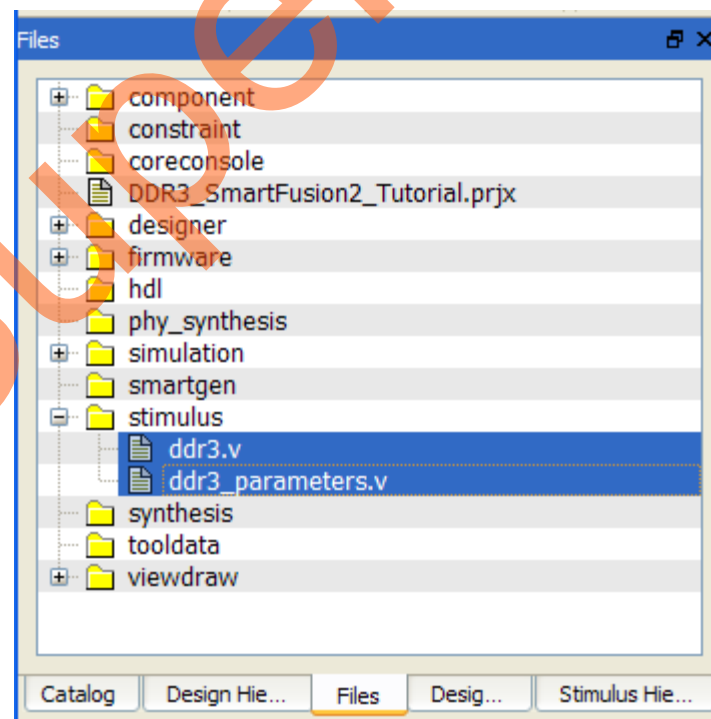 Files
component
constraint
coreconsole
DDR3_SmartFusion2_Tutorial.prjx
designer
firmware
hdl
phy_synthesis
simulation
smartgen
stimulus
ddr3.v
ddr3_parameters.v
synthesis
tooldata
viewdraw
Catalog Design Hie... Files Desig... Stimulus Hie...